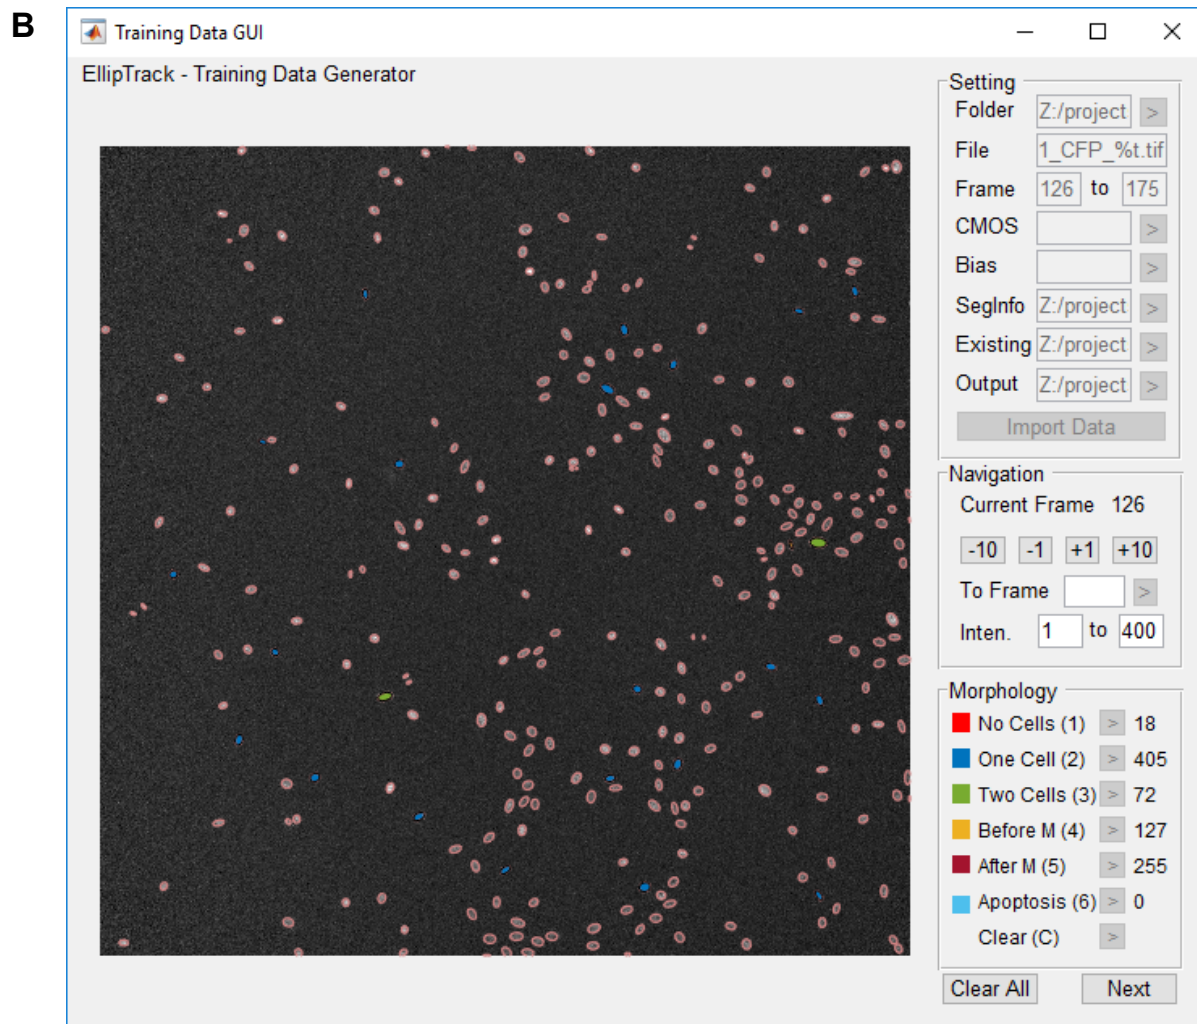 B
Training Data GUI
EllipTrack - Training Data Generator
Setting
Folder Z:/project >
File 1_CFP_%t.tif
Frame 126 to 175
CMOS >
Bias >
SegInfo Z:/project >
Existing Z:/project >
Output Z:/project >
Import Data
Navigation
Current Frame 126
-10 -1 +1 +10
To Frame >
Inten. 1 to 400
Morphology
No Cells (1) > 18
One Cell (2) > 405
Two Cells (3) > 72
Before M (4) > 127
After M (5) > 255
Apoptosis (6) > 0
Clear (C) >
Clear All Next